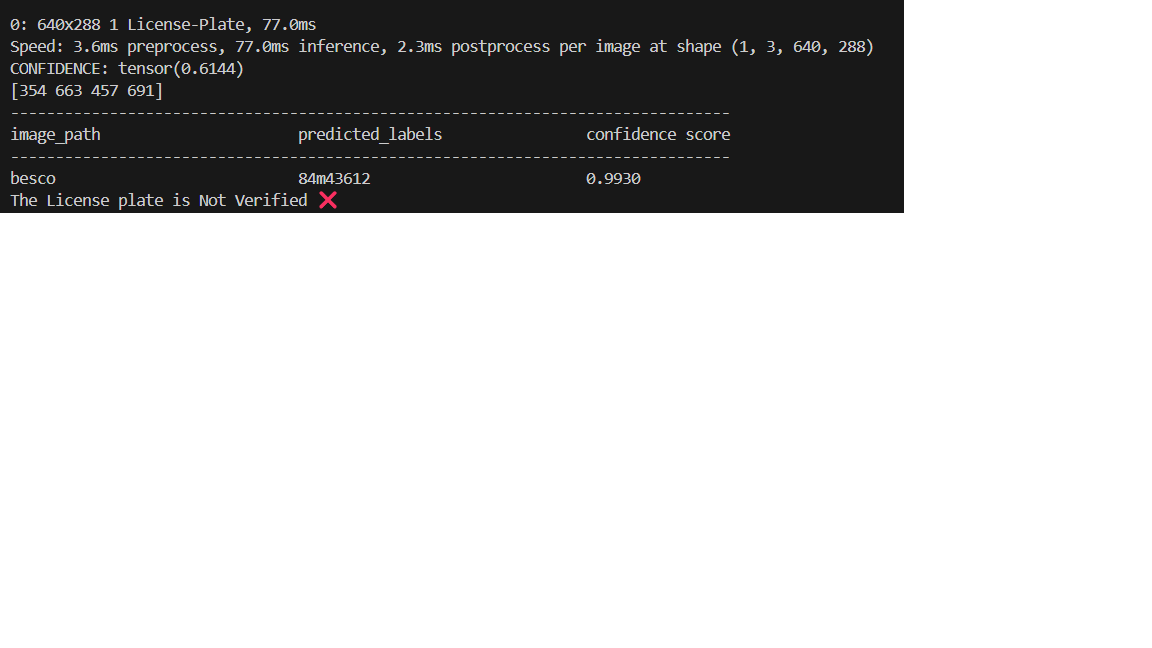 0: 640x288 1 License-Plate, 77.0ms
Speed: 3.6ms preprocess, 77.0ms inference, 2.3ms postprocess per image at shape (1, 3, 640, 288)
CONFIDENCE: tensor(0.6144)
[354 663 457 691]
--------------------------------------------------------------------------------
image_path predicted_labels confidence score
--------------------------------------------------------------------------------
besco 84m43612 0.9930
The License plate is Not Verified ❌